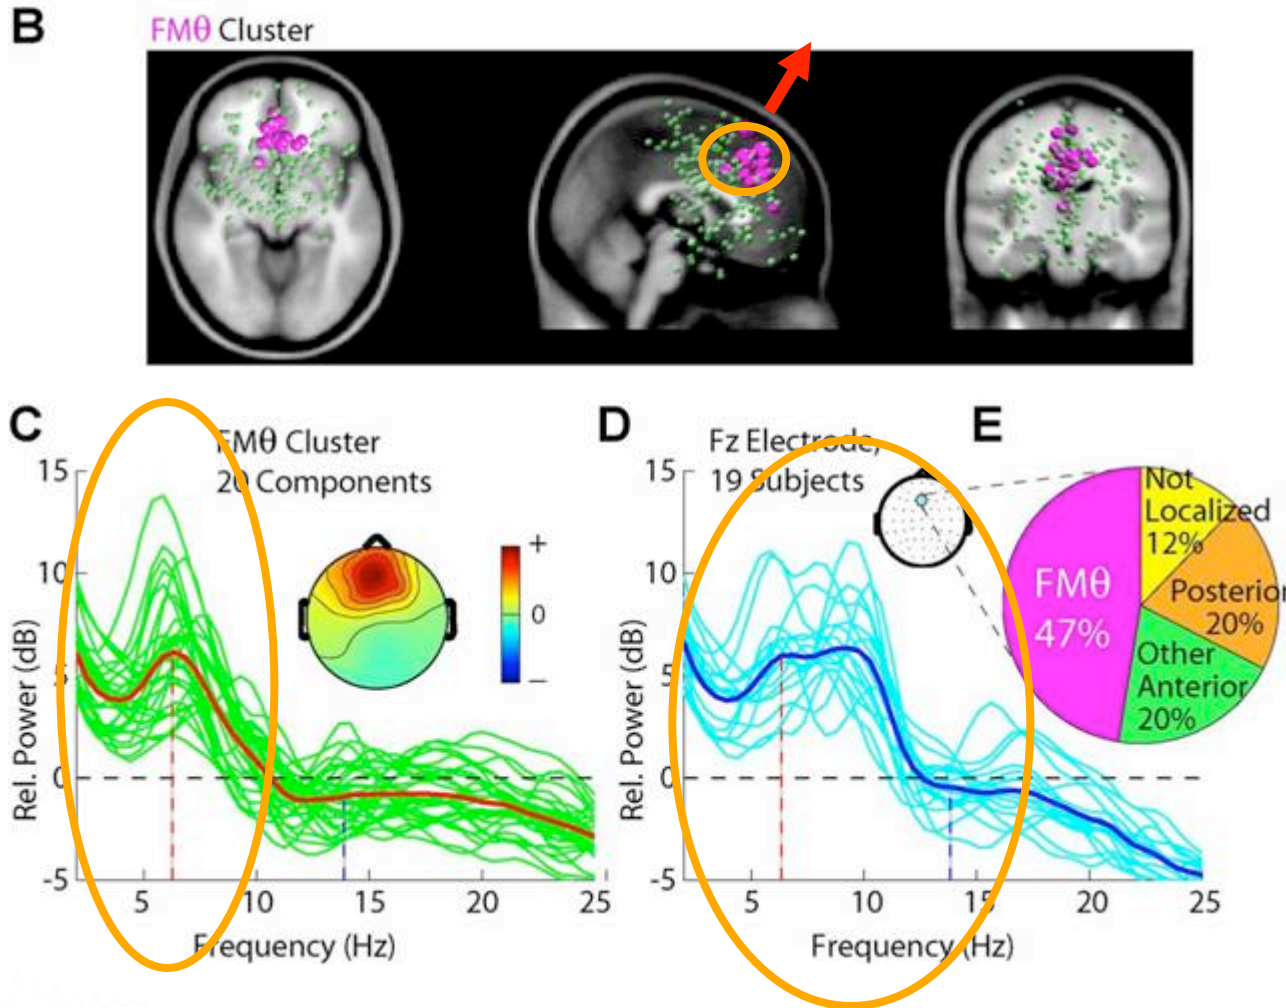 B
FMθ Cluster
C
FMθ Cluster
20 Components
+
0
–
15
10
5
0
-5
Rel. Power (dB)
5
10
15
20
25
Frequency (Hz)
D
Fz Electrode,
19 Subjects
15
10
5
0
-5
Rel. Power (dB)
5
10
15
20
25
Frequency (Hz)
E
FMθ
47%
Not
Localized
12%
Posterior
20%
Other
Anterior
20%